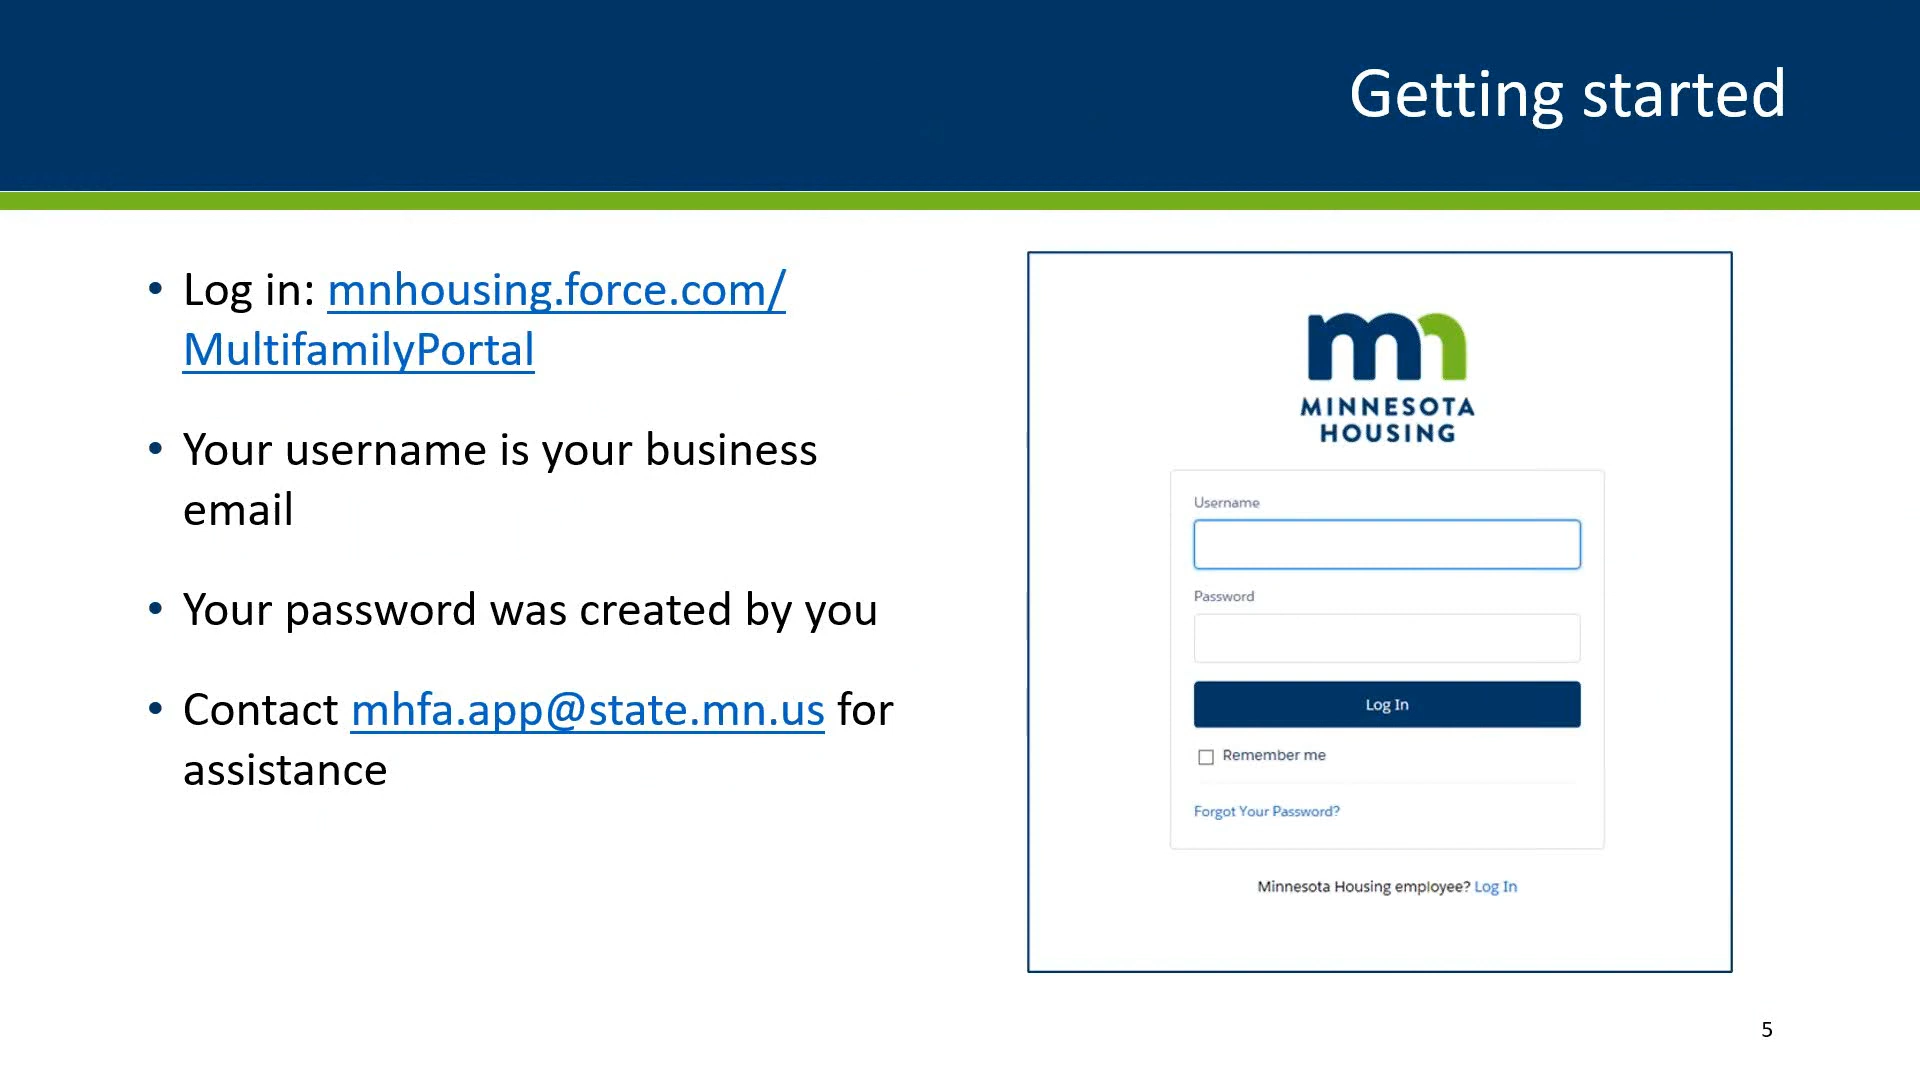 Getting started
• Log in: mnhousing.force.com/
MultifamilyPortal
• Your username is your business
email
• Your password was created by you
• Contact mhfa.app@state.mn.us for
assistance
mn
MINNESOTA
HOUSING
Username
Password
Log In
Remember me
Forgot Your Password?
Minnesota Housing employee? Log In
5